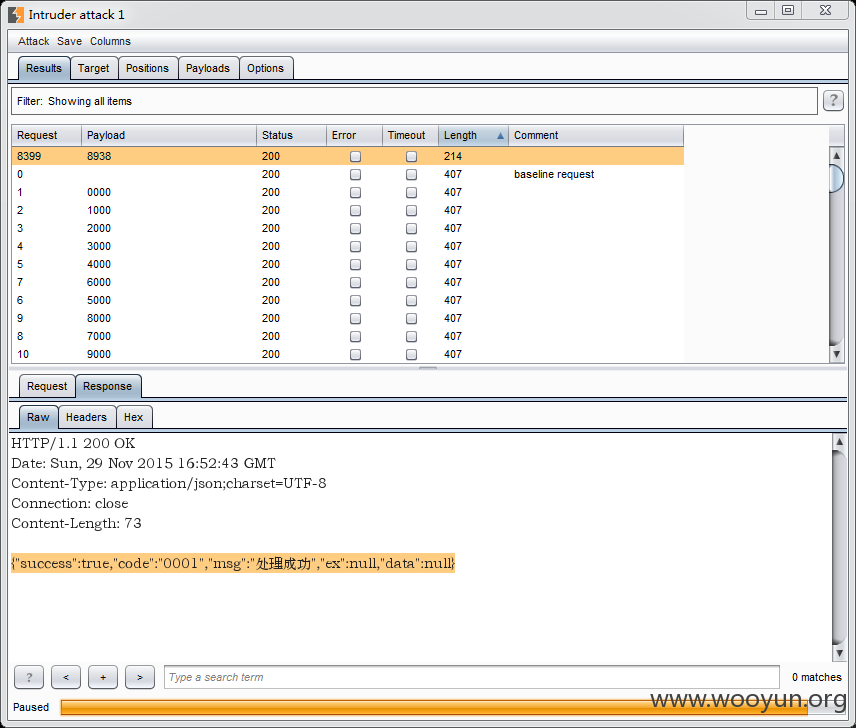 Intruder attack 1
Attack Save Columns
Results Target Positions Payloads Options
Filter: Showing all items ?
Request Payload Status Error Timeout Length Comment
8399 8938 200 214
0 200 407 baseline request
1 0000 200 407
2 1000 200 407
3 2000 200 407
4 3000 200 407
5 4000 200 407
7 6000 200 407
6 5000 200 407
9 8000 200 407
8 7000 200 407
10 9000 200 407
Request Response
Raw Headers Hex
HTTP/1.1 200 OK
Date: Sun, 29 Nov 2015 16:52:43 GMT
Content-Type: application/json;charset=UTF-8
Connection: close
Content-Length: 73
{"success":true,"code":"0001","msg":"处理成功","ex":null,"data":null}
? < + > Type a search term 0 matches
www.wooyun.org
Paused